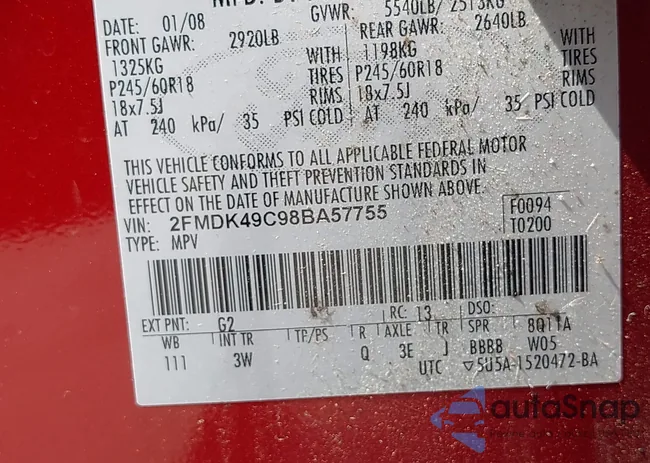 DATE: 01/08 GVWR: 5540LB/ 2513KG
FRONT GAWR: 2920LB REAR GAWR: 2640LB
1325KG WITH 1198KG WITH
P245/60R18 TIRES P245/60R18 TIRES
18x7.5J RIMS 18x7.5J RIMS
AT 240 kPa/ 35 PSI COLD AT 240 kPa/ 35 PSI COLD
THIS VEHICLE CONFORMS TO ALL APPLICABLE FEDERAL MOTOR
VEHICLE SAFETY AND THEFT PREVENTION STANDARDS IN
EFFECT ON THE DATE OF MANUFACTURE SHOWN ABOVE.
VIN: 2FMDK49C98BA57755 F0094
TYPE: MPV T0200
EXT PNT: G2 RC: 13 DSO:
WB INT TR TP/PS R AXLE TR SPR 8Q11A
111 3W Q 3E J BBBB W05
UTC ▽5U5A-1520472-BA
autoSnap